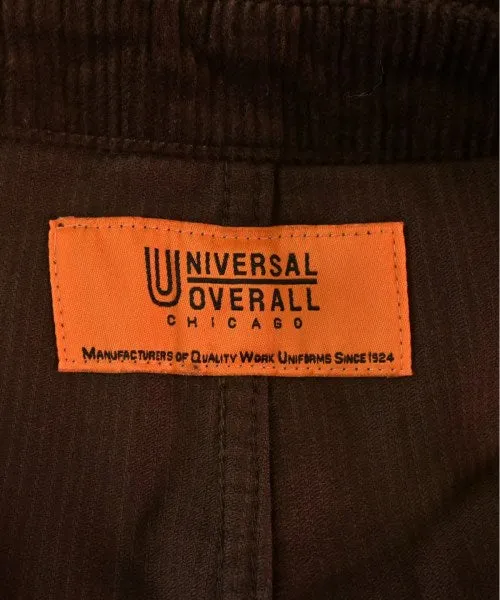 UNIVERSAL
OVERALL
CHICAGO
MANUFACTURERS OF QUALITY WORK UNIFORMS SINCE 1924